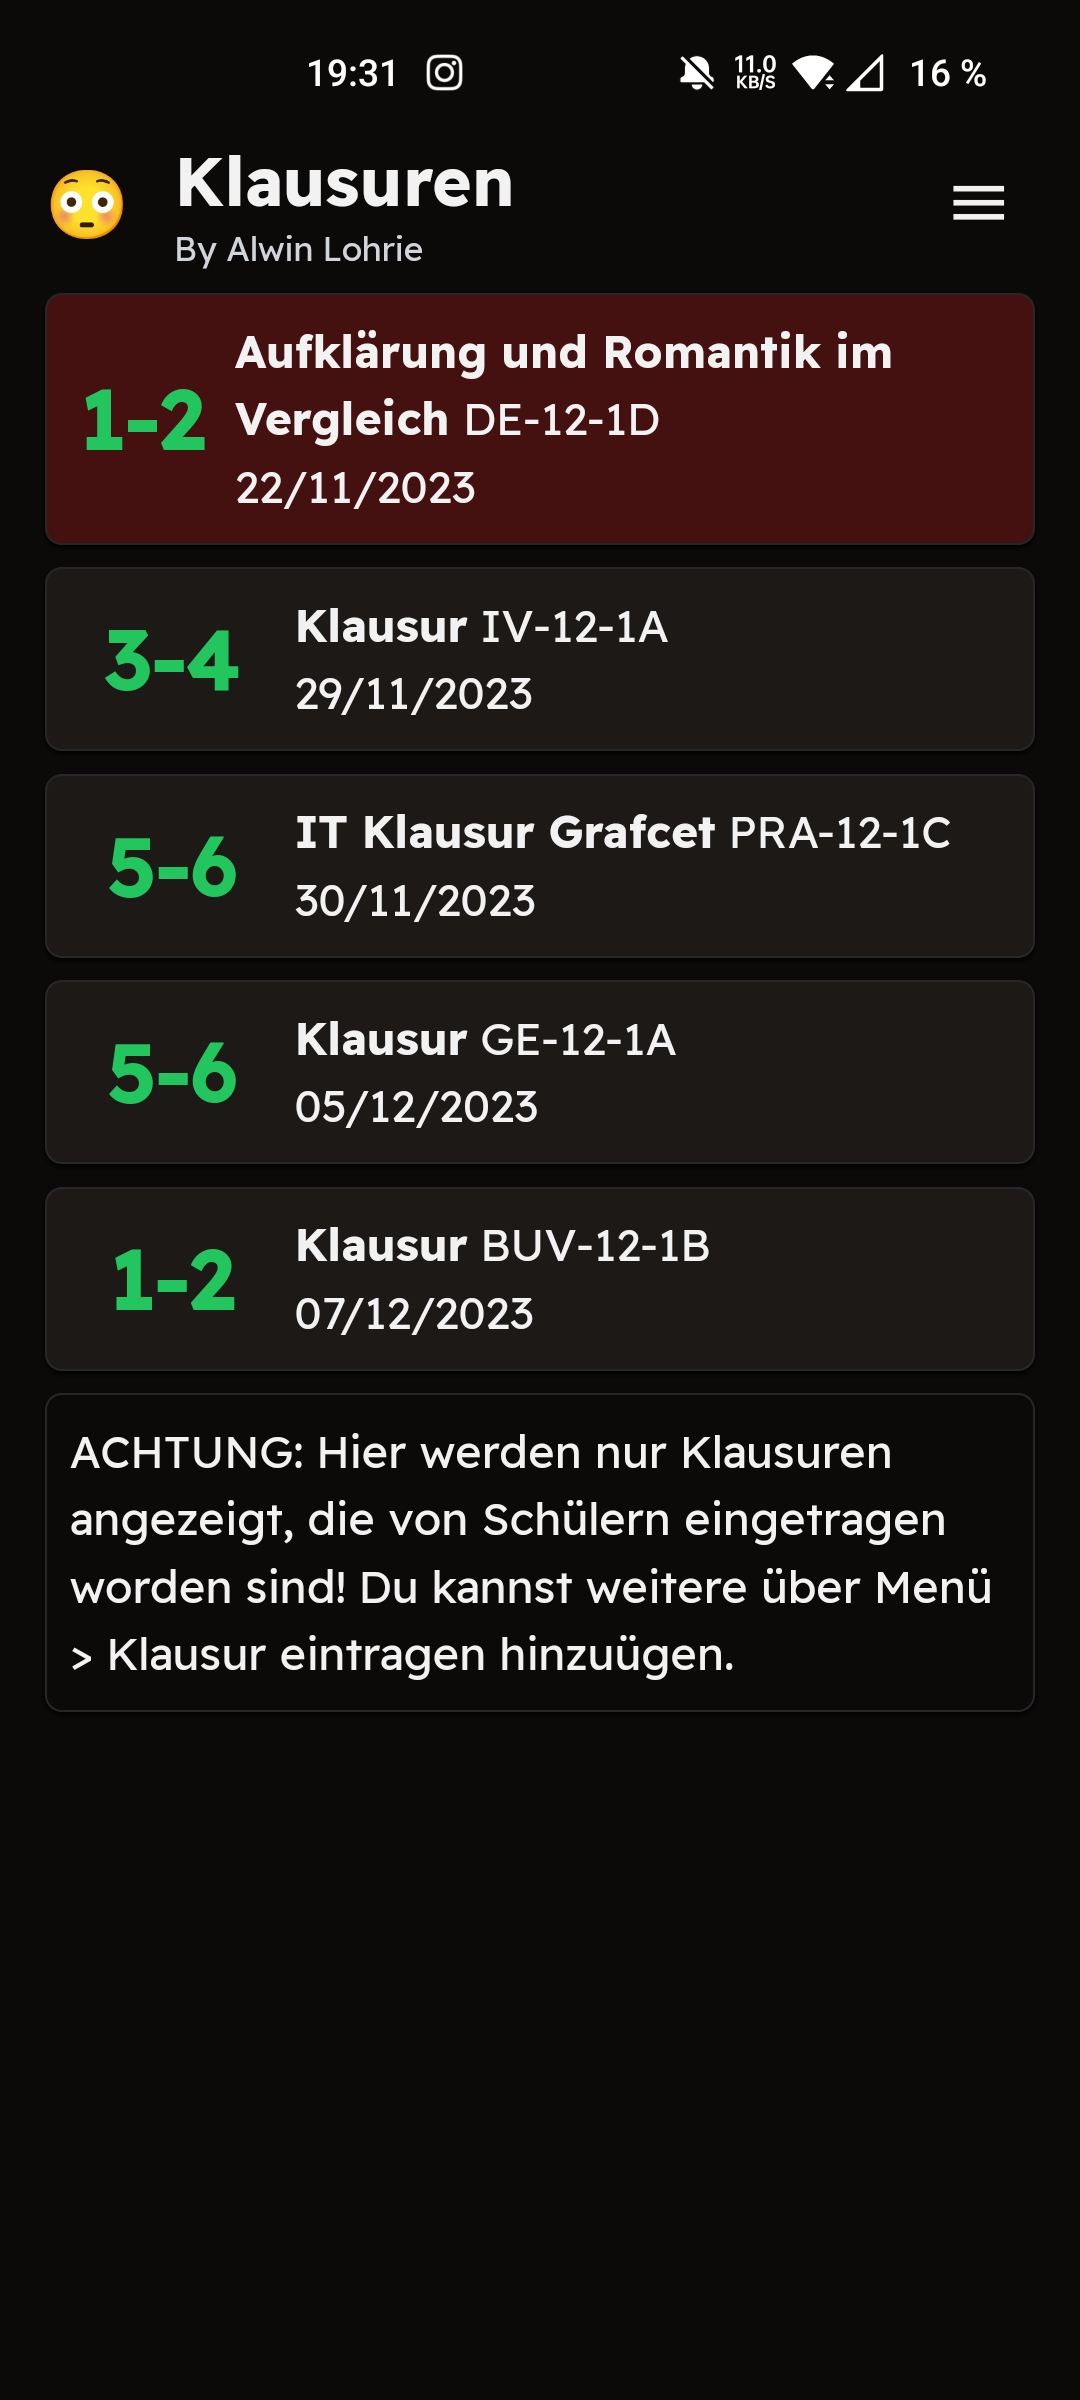 19:31 11.0 KB/S 16 %
Klausuren
By Alwin Lohrie
1-2
Aufklärung und Romantik im
Vergleich DE-12-1D
22/11/2023
3-4
Klausur IV-12-1A
29/11/2023
5-6
IT Klausur Grafcet PRA-12-1C
30/11/2023
5-6
Klausur GE-12-1A
05/12/2023
1-2
Klausur BUV-12-1B
07/12/2023
ACHTUNG: Hier werden nur Klausuren
angezeigt, die von Schülern eingetragen
worden sind! Du kannst weitere über Menü
> Klausur eintragen hinzuügen.